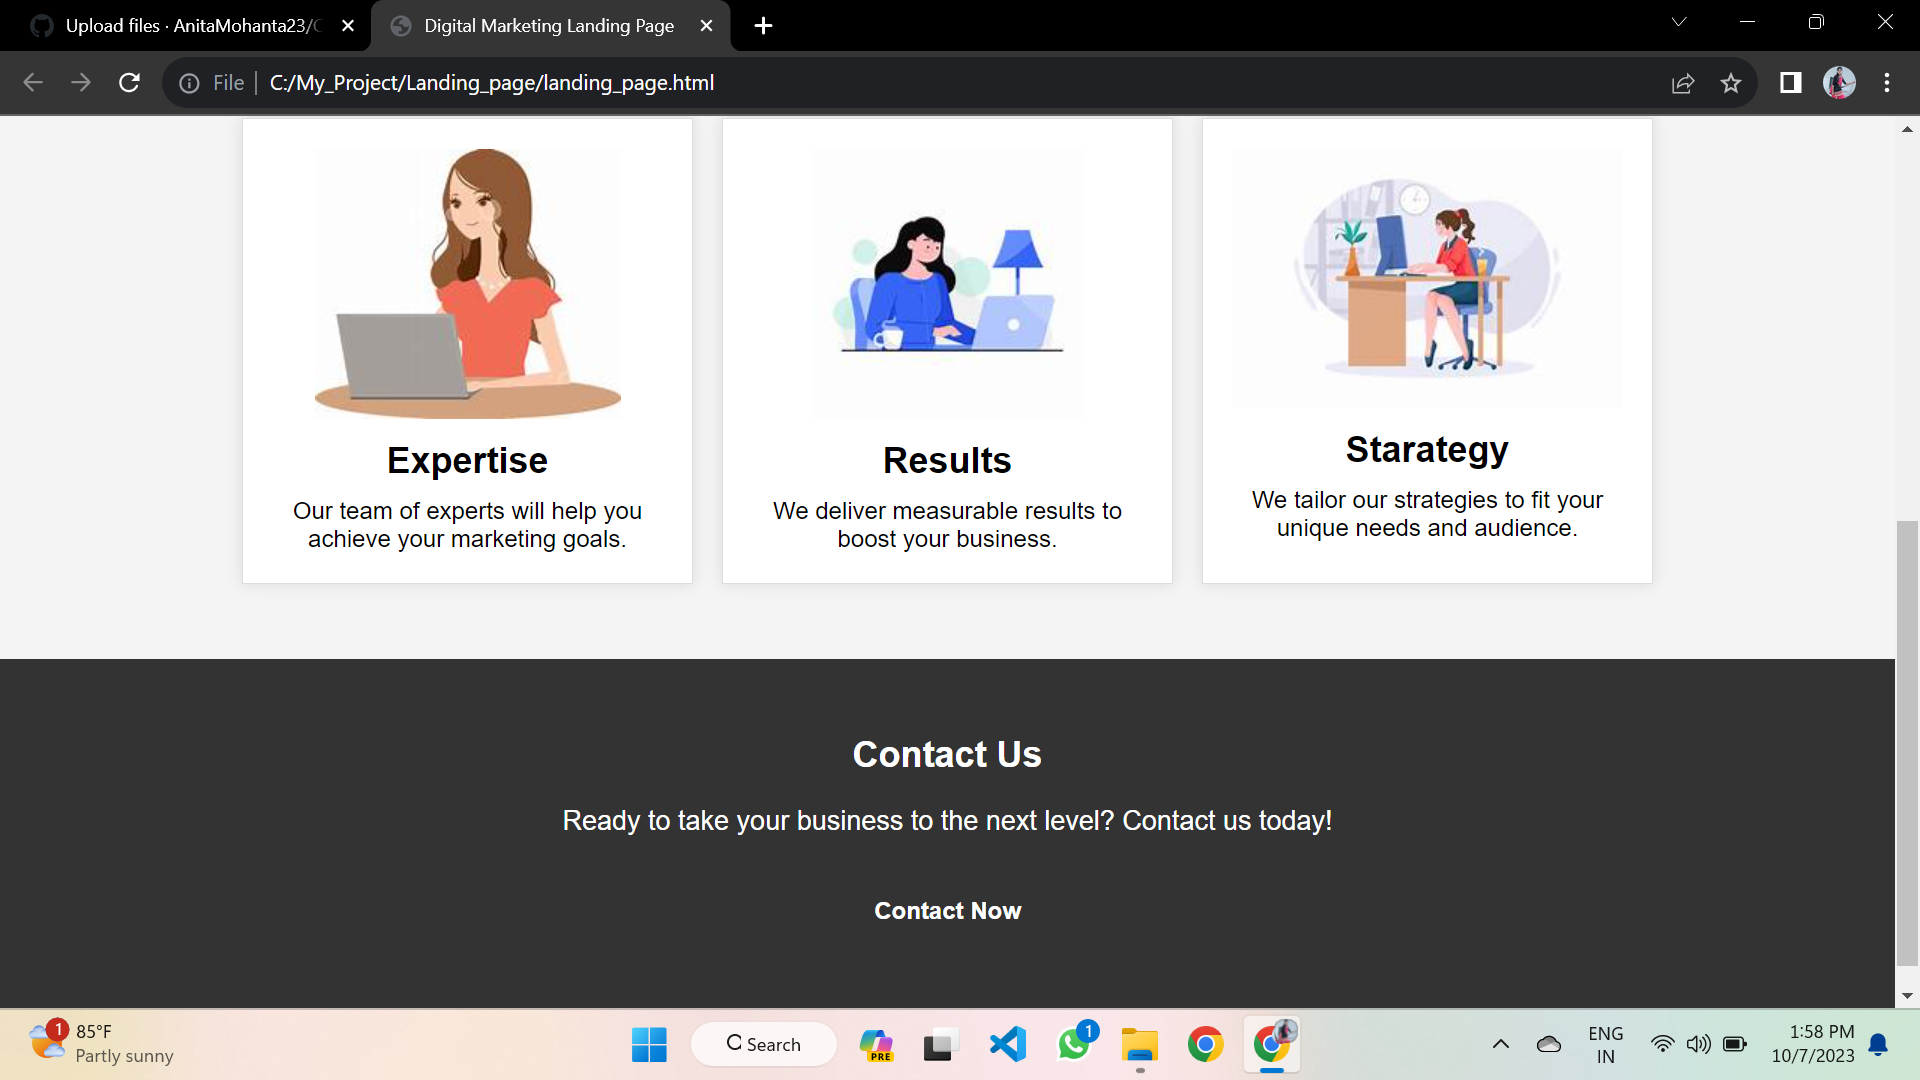 Upload files · AnitaMohanta23/
Digital Marketing Landing Page
File
C:/My_Project/Landing_page/landing_page.html
Expertise
Our team of experts will help you
achieve your marketing goals.
Results
We deliver measurable results to
boost your business.
Starategy
We tailor our strategies to fit your
unique needs and audience.
Contact Us
Ready to take your business to the next level? Contact us today!
Contact Now
1
85°F
Partly sunny
Search
PRE
1
ENG
IN
1:58 PM
10/7/2023